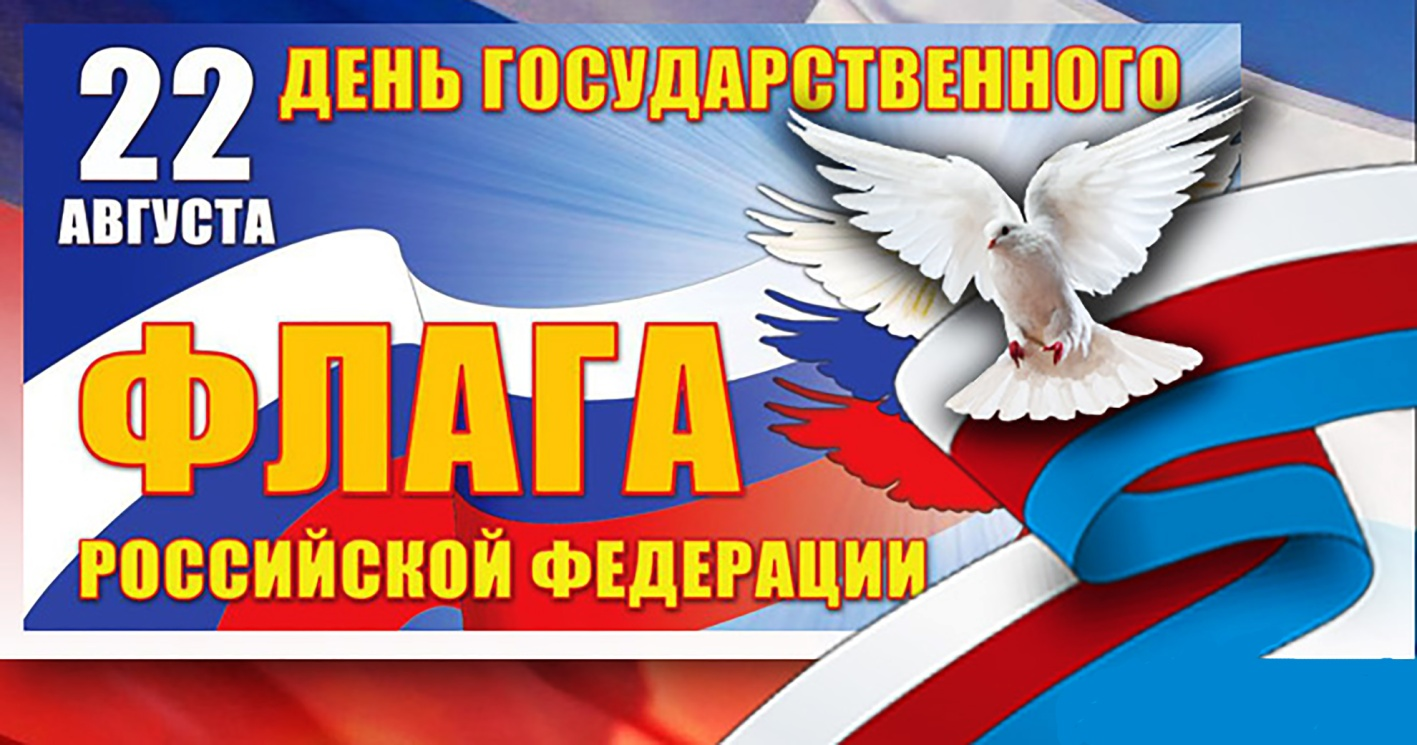 22
АВГУСТА
ДЕНЬ ГОСУДАРСТВЕННОГО
ФЛАГА
РОССИЙСКОЙ ФЕДЕРАЦИИ